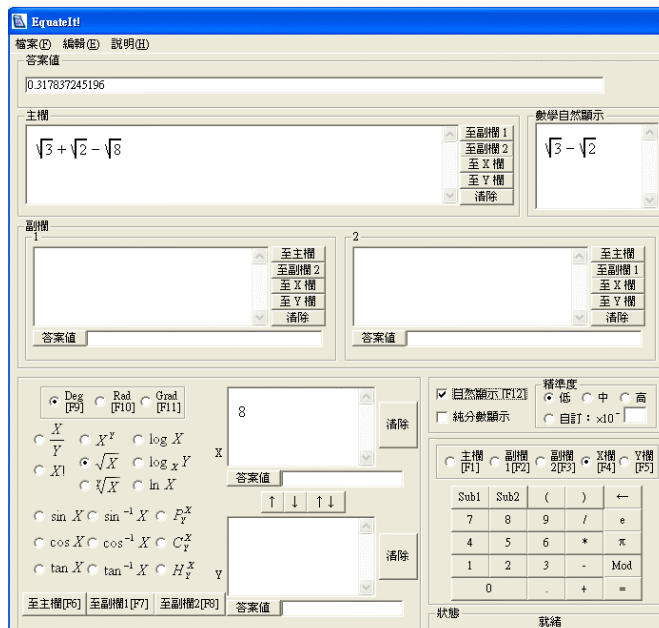 EquateIt!
檔案(F) 編輯(E) 說明(H)
答案值
0.317837245196
主欄
√3 + √2 − √8
至副欄 1
至副欄 2
至 X 欄
至 Y 欄
清除
數學自然顯示
√3 − √2
副欄
1
至主欄
至副欄 2
至 X 欄
至 Y 欄
清除
答案值
2
至主欄
至副欄 1
至 X 欄
至 Y 欄
清除
答案值
Deg [F9] Rad [F10] Grad [F11]
X/Y X^Y log X
X! √X log_X Y
ʸ√X ln X
sin X sin⁻¹ X P^X_Y
cos X cos⁻¹ X C^X_Y
tan X tan⁻¹ X H^X_Y
至主欄[F6] 至副欄1[F7] 至副欄2[F8]
X
8
清除
答案值
↑ ↓ ↑↓
Y
清除
答案值
自然顯示 [F12]
純分數顯示
精準度
低 中 高
自訂：×10⁻
主欄 [F1] 副欄 1[F2] 副欄 2[F3] X欄 [F4] Y欄 [F5]
Sub1 Sub2 ( ) ←
7 8 9 / e
4 5 6 * π
1 2 3 - Mod
0 . + =
狀態
就緒